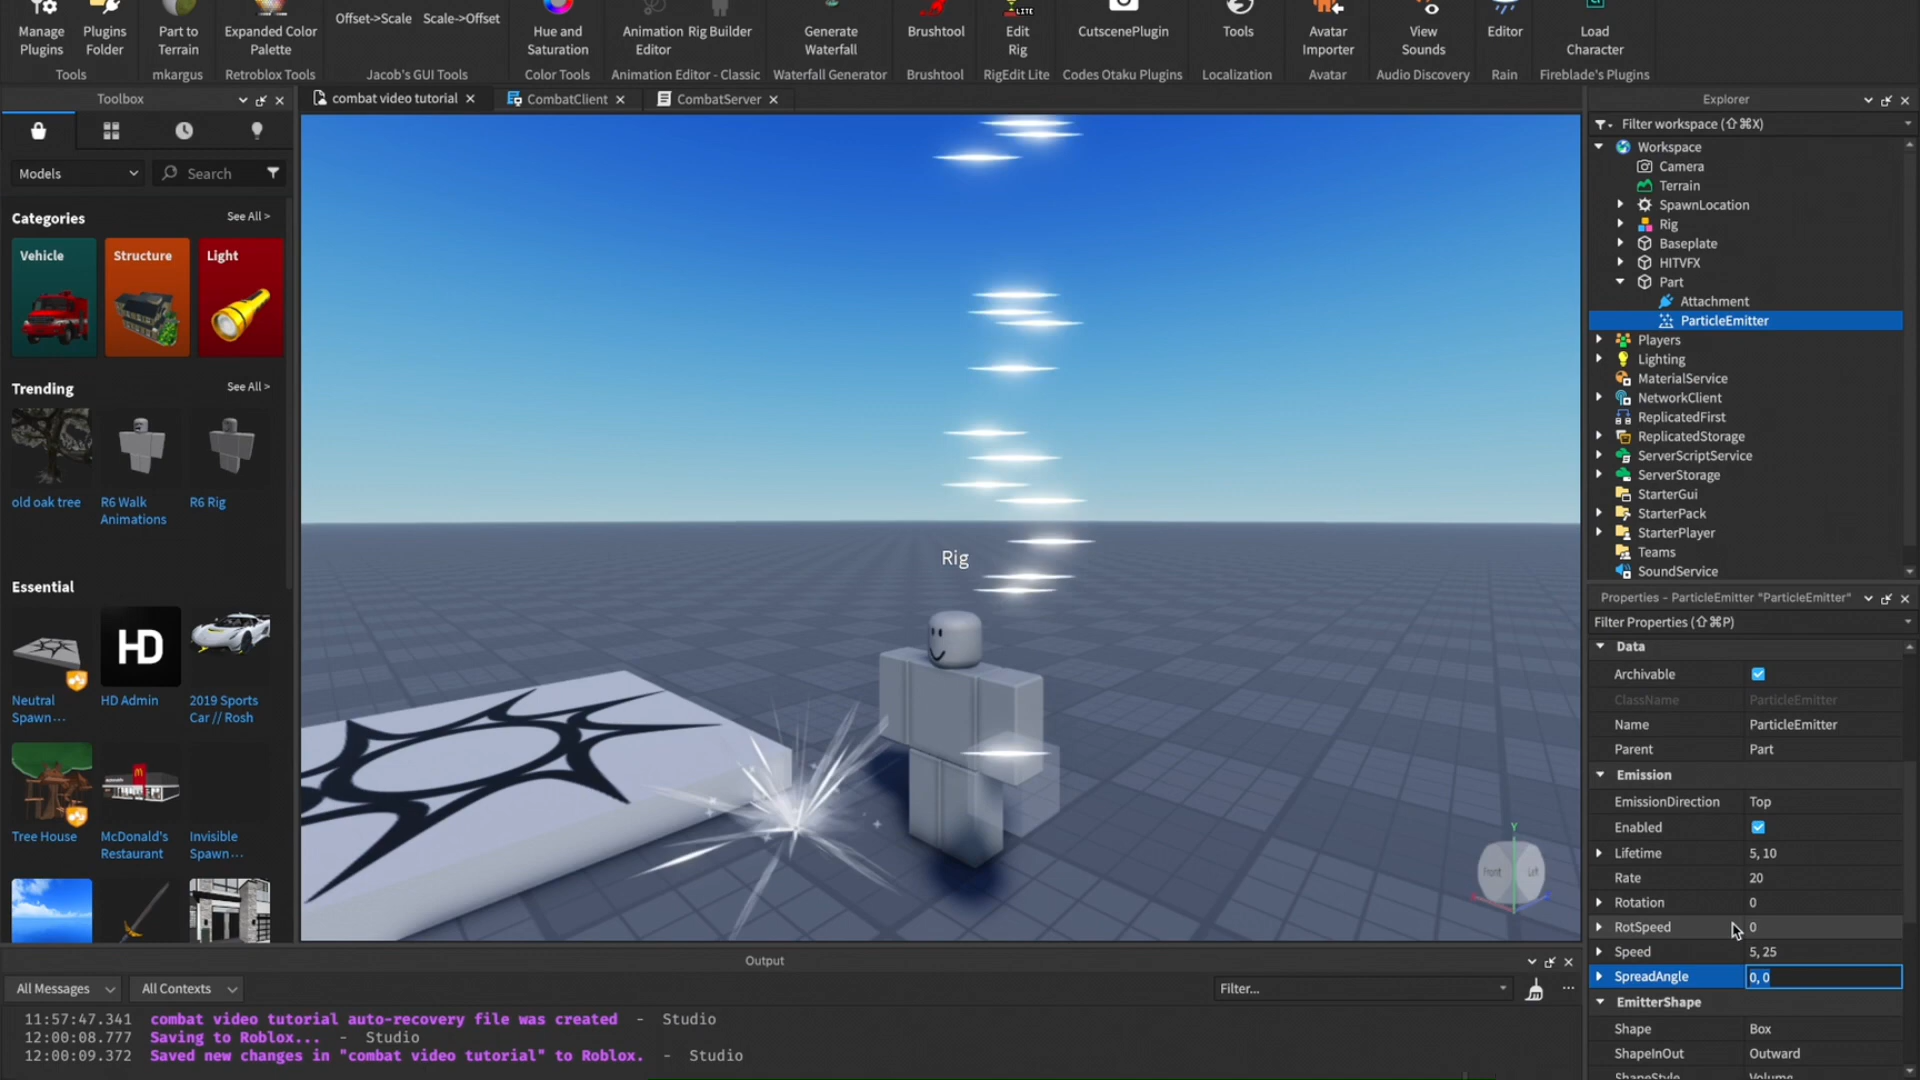 Manage Plugins
Plugins Folder
Tools
Part to Terrain
mkargus
Expanded Color Palette
Retroblox Tools
Offset->Scale
Scale->Offset
Jacob's GUI Tools
Hue and Saturation
Color Tools
Animation Editor
Rig Builder
Animation Editor - Classic
Generate Waterfall
Waterfall Generator
Brushtool
Brushtool
LITE
Edit Rig
RigEdit Lite
CutscenePlugin
Codes Otaku Plugins
Tools
Localization
Avatar Importer
Avatar
View Sounds
Audio Discovery
Editor
Rain
Load Character
Fireblade's Plugins
Toolbox
combat video tutorial
CombatClient
CombatServer
Models
Search
Categories
See All >
Vehicle
Structure
Light
Trending
See All >
old oak tree
R6 Walk Animations
R6 Rig
Essential
HD
Neutral Spawn...
HD Admin
2019 Sports Car // Rosh
Tree House
McDonald's Restaurant
Invisible Spawn...
Rig
Y
Front
Left
Output
All Messages
All Contexts
Filter...
11:57:47.341 combat video tutorial auto-recovery file was created - Studio
12:00:08.777 Saving to Roblox... - Studio
12:00:09.372 Saved new changes in "combat video tutorial" to Roblox. - Studio
Explorer
Filter workspace (⇧⌘X)
Workspace
Camera
Terrain
SpawnLocation
Rig
Baseplate
HITVFX
Part
Attachment
ParticleEmitter
Players
Lighting
MaterialService
NetworkClient
ReplicatedFirst
ReplicatedStorage
ServerScriptService
ServerStorage
StarterGui
StarterPack
StarterPlayer
Teams
SoundService
Properties - ParticleEmitter "ParticleEmitter"
Filter Properties (⇧⌘P)
Data
Archivable
ClassName ParticleEmitter
Name ParticleEmitter
Parent Part
Emission
EmissionDirection Top
Enabled
Lifetime 5, 10
Rate 20
Rotation 0
RotSpeed 0
Speed 5, 25
SpreadAngle 0, 0
EmitterShape
Shape Box
ShapeInOut Outward
ShapeStyle Volume